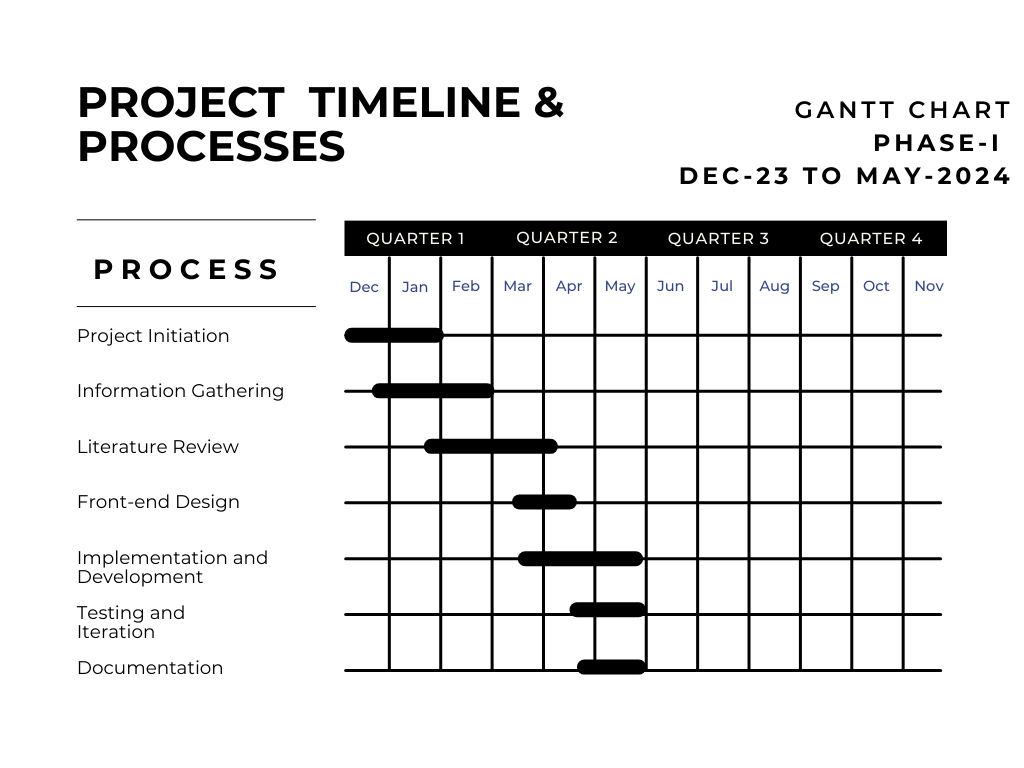 PROJECT TIMELINE &
PROCESSES
GANTT CHART
PHASE-I
DEC-23 TO MAY-2024
PROCESS
QUARTER 1 QUARTER 2 QUARTER 3 QUARTER 4
Dec Jan Feb Mar Apr May Jun Jul Aug Sep Oct Nov
Project Initiation
Information Gathering
Literature Review
Front-end Design
Implementation and
Development
Testing and
Iteration
Documentation